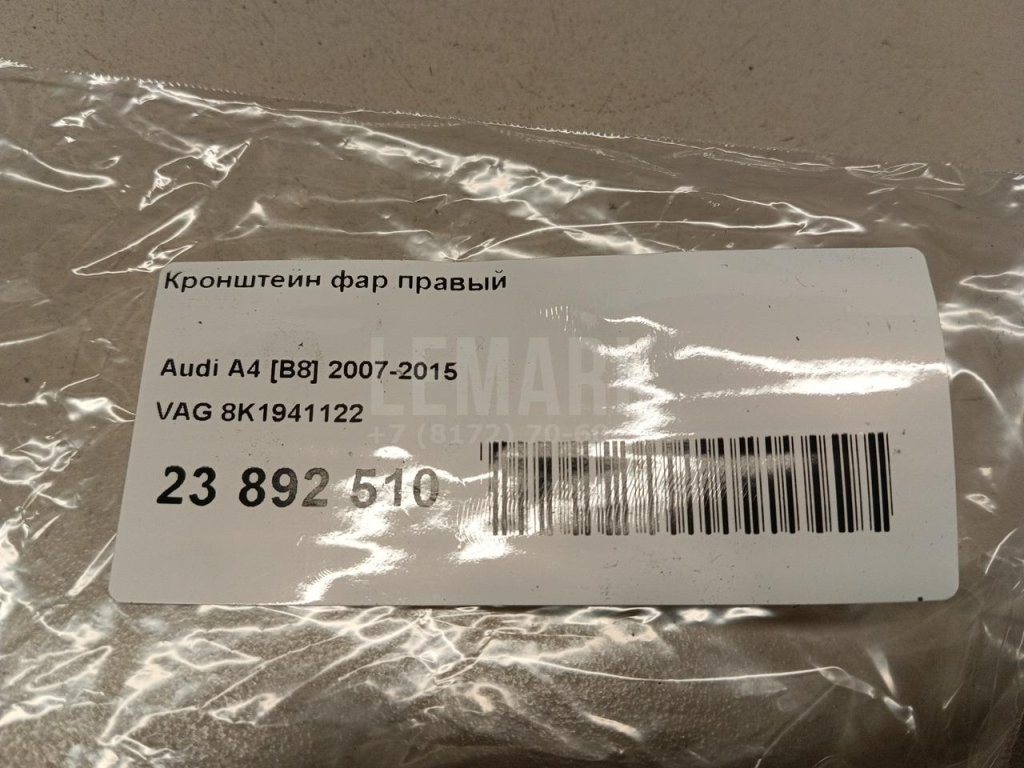 Кронштейн фар правый
Audi A4 [B8] 2007-2015
VAG 8K1941122
23 892 510